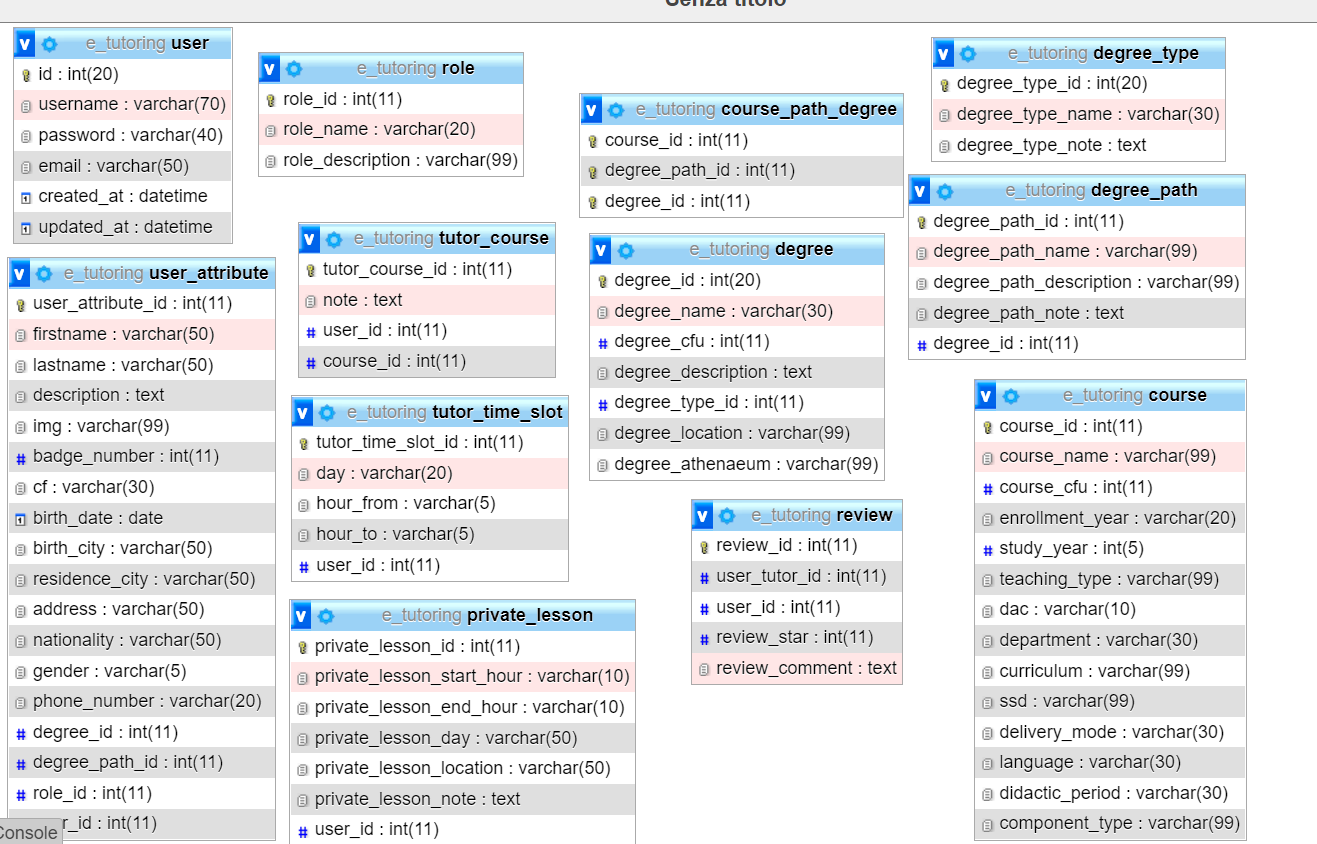 Senza titolo
e_tutoring user
id : int(20)
username : varchar(70)
password : varchar(40)
email : varchar(50)
created_at : datetime
updated_at : datetime
e_tutoring user_attribute
user_attribute_id : int(11)
firstname : varchar(50)
lastname : varchar(50)
description : text
img : varchar(99)
badge_number : int(11)
cf : varchar(30)
birth_date : date
birth_city : varchar(50)
residence_city : varchar(50)
address : varchar(50)
nationality : varchar(50)
gender : varchar(5)
phone_number : varchar(20)
degree_id : int(11)
degree_path_id : int(11)
role_id : int(11)
r_id : int(11)
Console
e_tutoring role
role_id : int(11)
role_name : varchar(20)
role_description : varchar(99)
e_tutoring tutor_course
tutor_course_id : int(11)
note : text
user_id : int(11)
course_id : int(11)
e_tutoring tutor_time_slot
tutor_time_slot_id : int(11)
day : varchar(20)
hour_from : varchar(5)
hour_to : varchar(5)
user_id : int(11)
e_tutoring private_lesson
private_lesson_id : int(11)
private_lesson_start_hour : varchar(10)
private_lesson_end_hour : varchar(10)
private_lesson_day : varchar(50)
private_lesson_location : varchar(50)
private_lesson_note : text
user_id : int(11)
e_tutoring course_path_degree
course_id : int(11)
degree_path_id : int(11)
degree_id : int(11)
e_tutoring degree
degree_id : int(20)
degree_name : varchar(30)
degree_cfu : int(11)
degree_description : text
degree_type_id : int(11)
degree_location : varchar(99)
degree_athenaeum : varchar(99)
e_tutoring review
review_id : int(11)
user_tutor_id : int(11)
user_id : int(11)
review_star : int(11)
review_comment : text
e_tutoring degree_type
degree_type_id : int(20)
degree_type_name : varchar(30)
degree_type_note : text
e_tutoring degree_path
degree_path_id : int(11)
degree_path_name : varchar(99)
degree_path_description : varchar(99)
degree_path_note : text
degree_id : int(11)
e_tutoring course
course_id : int(11)
course_name : varchar(99)
course_cfu : int(11)
enrollment_year : varchar(20)
study_year : int(5)
teaching_type : varchar(99)
dac : varchar(10)
department : varchar(30)
curriculum : varchar(99)
ssd : varchar(99)
delivery_mode : varchar(30)
language : varchar(30)
didactic_period : varchar(30)
component_type : varchar(99)